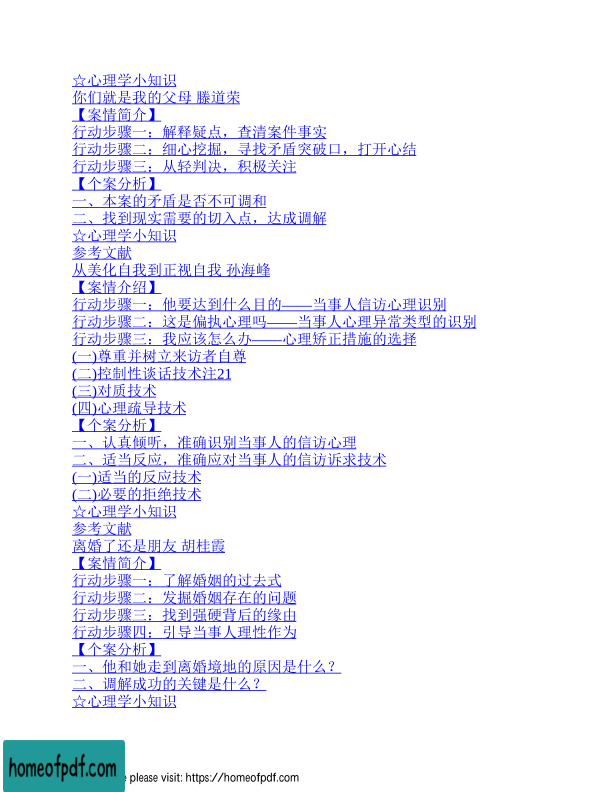 ☆心理学小知识
你们就是我的父母 滕道荣
【案情简介】
行动步骤一：解释疑点，查清案件事实
行动步骤二：细心挖掘，寻找矛盾突破口，打开心结
行动步骤三：从轻判决，积极关注
【个案分析】
一、本案的矛盾是否不可调和
二、找到现实需要的切入点，达成调解
☆心理学小知识
参考文献
从美化自我到正视自我 孙海峰
【案情介绍】
行动步骤一：他要达到什么目的——当事人信访心理识别
行动步骤二：这是偏执心理吗——当事人心理异常类型的识别
行动步骤三：我应该怎么办——心理矫正措施的选择
(一)尊重并树立来访者自尊
(二)控制性谈话技术注21
(三)对质技术
(四)心理疏导技术
【个案分析】
一、认真倾听，准确识别当事人的信访心理
二、适当反应，准确应对当事人的信访诉求技术
(一)适当的反应技术
(二)必要的拒绝技术
☆心理学小知识
参考文献
离婚了还是朋友 胡桂霞
【案情简介】
行动步骤一：了解婚姻的过去式
行动步骤二：发掘婚姻存在的问题
行动步骤三：找到强硬背后的缘由
行动步骤四：引导当事人理性作为
【个案分析】
一、他和她走到离婚境地的原因是什么？
二、调解成功的关键是什么？
☆心理学小知识
homeofpdf.com
e please visit: https://homeofpdf.com